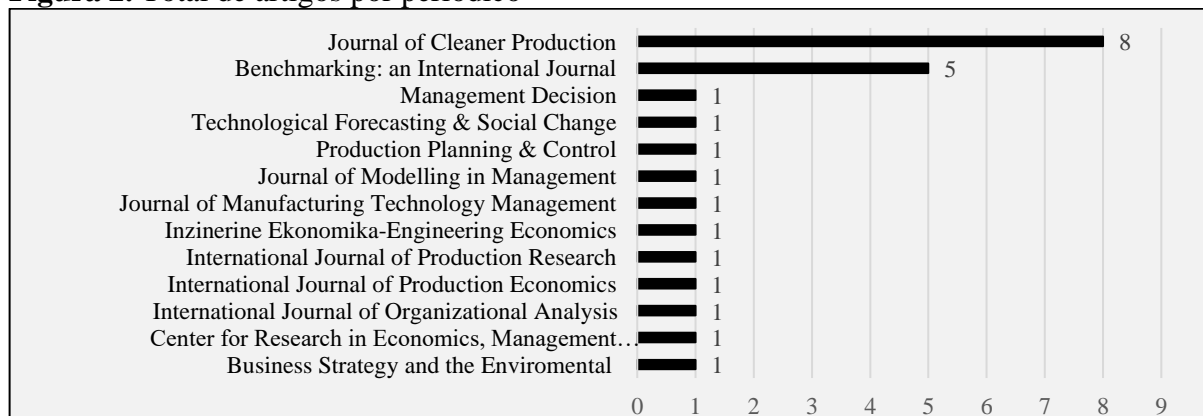 Figura 2. Total de artigos por periódico
Journal of Cleaner Production 8
Benchmarking: an International Journal 5
Management Decision 1
Technological Forecasting & Social Change 1
Production Planning & Control 1
Journal of Modelling in Management 1
Journal of Manufacturing Technology Management 1
Inzinerine Ekonomika-Engineering Economics 1
International Journal of Production Research 1
International Journal of Production Economics 1
International Journal of Organizational Analysis 1
Center for Research in Economics, Management… 1
Business Strategy and the Enviromental 1
0 1 2 3 4 5 6 7 8 9